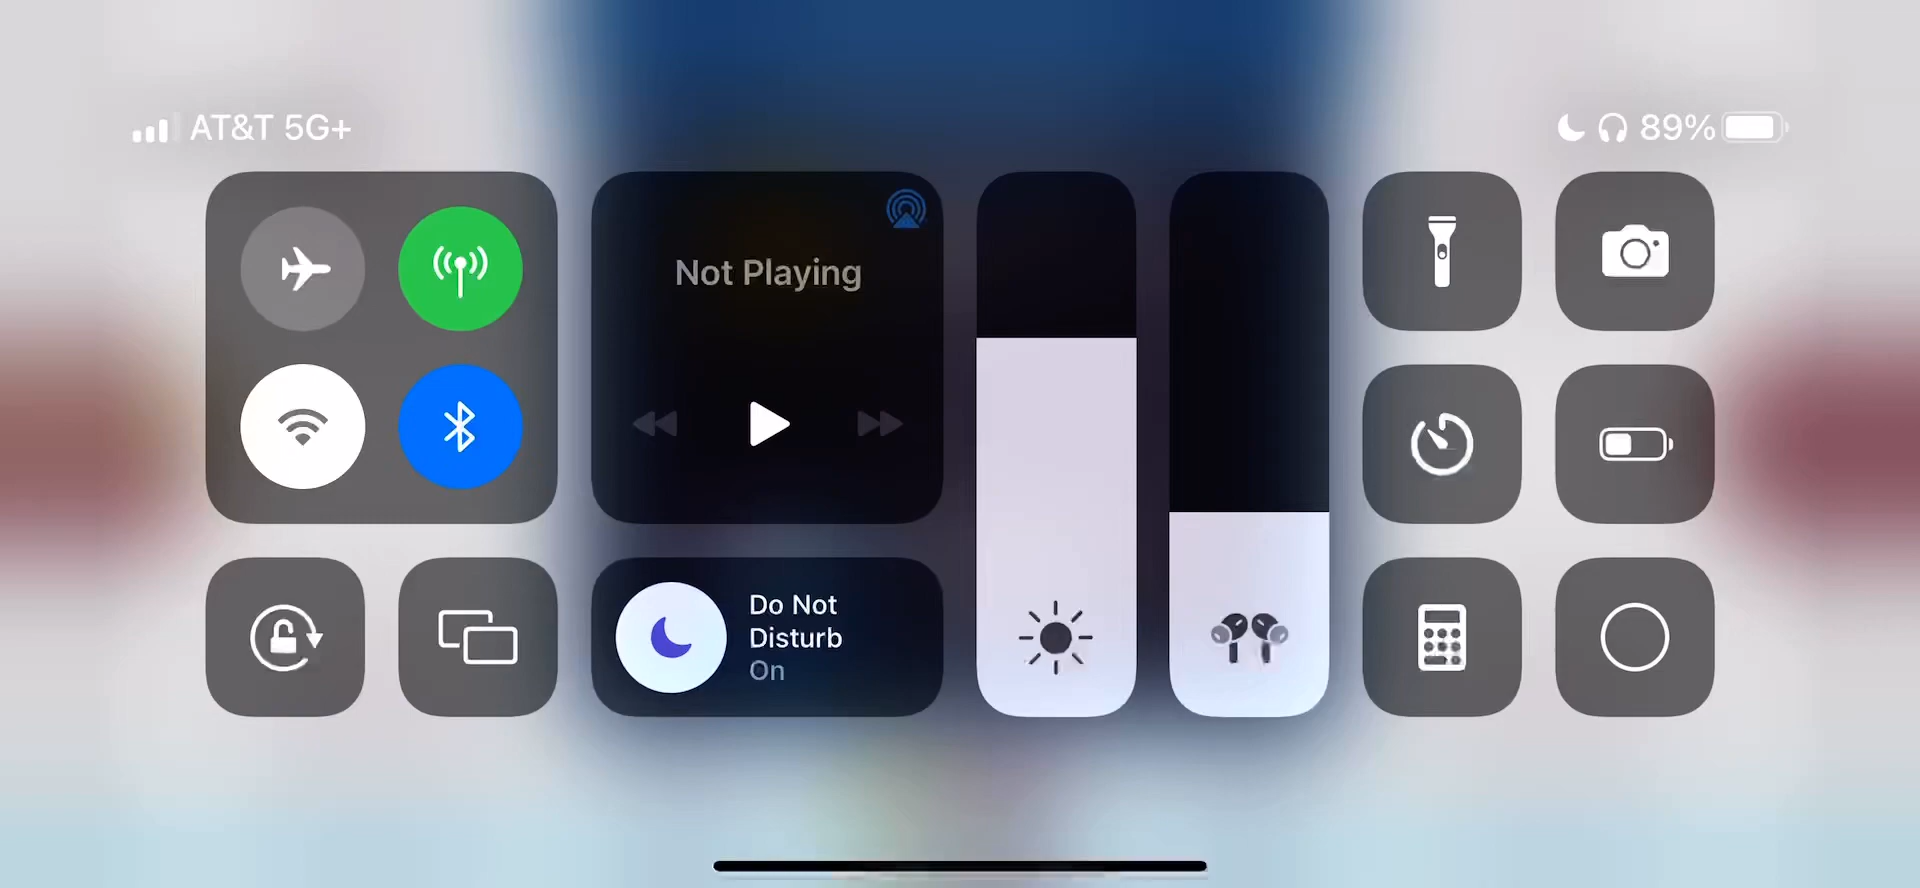 AT&T 5G+
89%
Not Playing
Do Not
Disturb
On